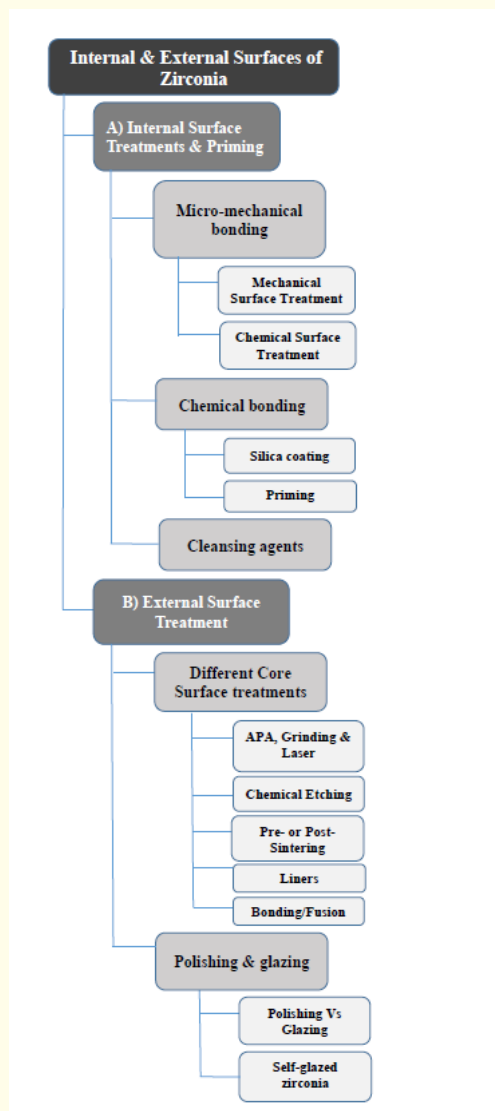 Internal & External Surfaces of
Zirconia
A) Internal Surface
Treatments & Priming
Micro-mechanical
bonding
Mechanical
Surface Treatment
Chemical Surface
Treatment
Chemical bonding
Silica coating
Priming
Cleansing agents
B) External Surface
Treatment
Different Core
Surface treatments
APA, Grinding &
Laser
Chemical Etching
Pre- or Post-
Sintering
Liners
Bonding/Fusion
Polishing & glazing
Polishing Vs
Glazing
Self-glazed
zirconia